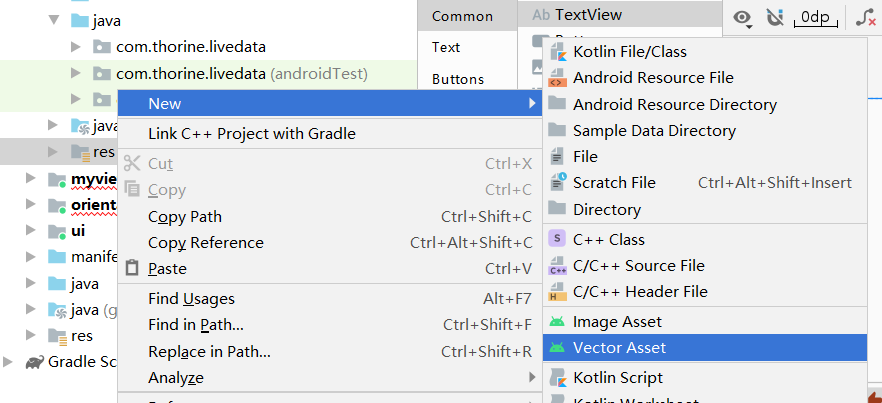 java
com.thorine.livedata
com.thorine.livedata (androidTest)
java
res
myvie
orient
ui
manife
java
java (g
res
Gradle Sc
New
Link C++ Project with Gradle
Cut Ctrl+X
Copy Ctrl+C
Copy Path Ctrl+Shift+C
Copy Reference Ctrl+Alt+Shift+C
Paste Ctrl+V
Find Usages Alt+F7
Find in Path... Ctrl+Shift+F
Replace in Path... Ctrl+Shift+R
Analyze
Common
Text
Buttons
Ab TextView
0dp
Kotlin File/Class
Android Resource File
Android Resource Directory
Sample Data Directory
File
Scratch File Ctrl+Alt+Shift+Insert
Directory
S C++ Class
C++ C/C++ Source File
H C/C++ Header File
Image Asset
Vector Asset
Kotlin Script
Kotlin Worksheet